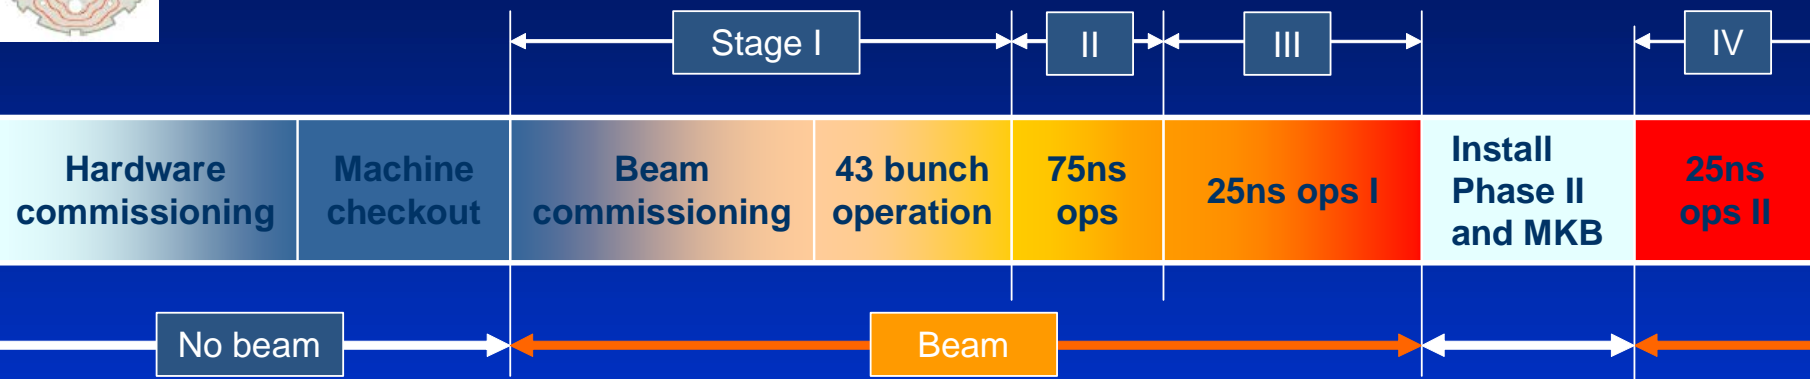 Stage I
II
III
IV
Hardware
commissioning
Machine
checkout
Beam
commissioning
43 bunch
operation
75ns
ops
25ns ops I
Install
Phase II
and MKB
25ns
ops II
No beam
Beam